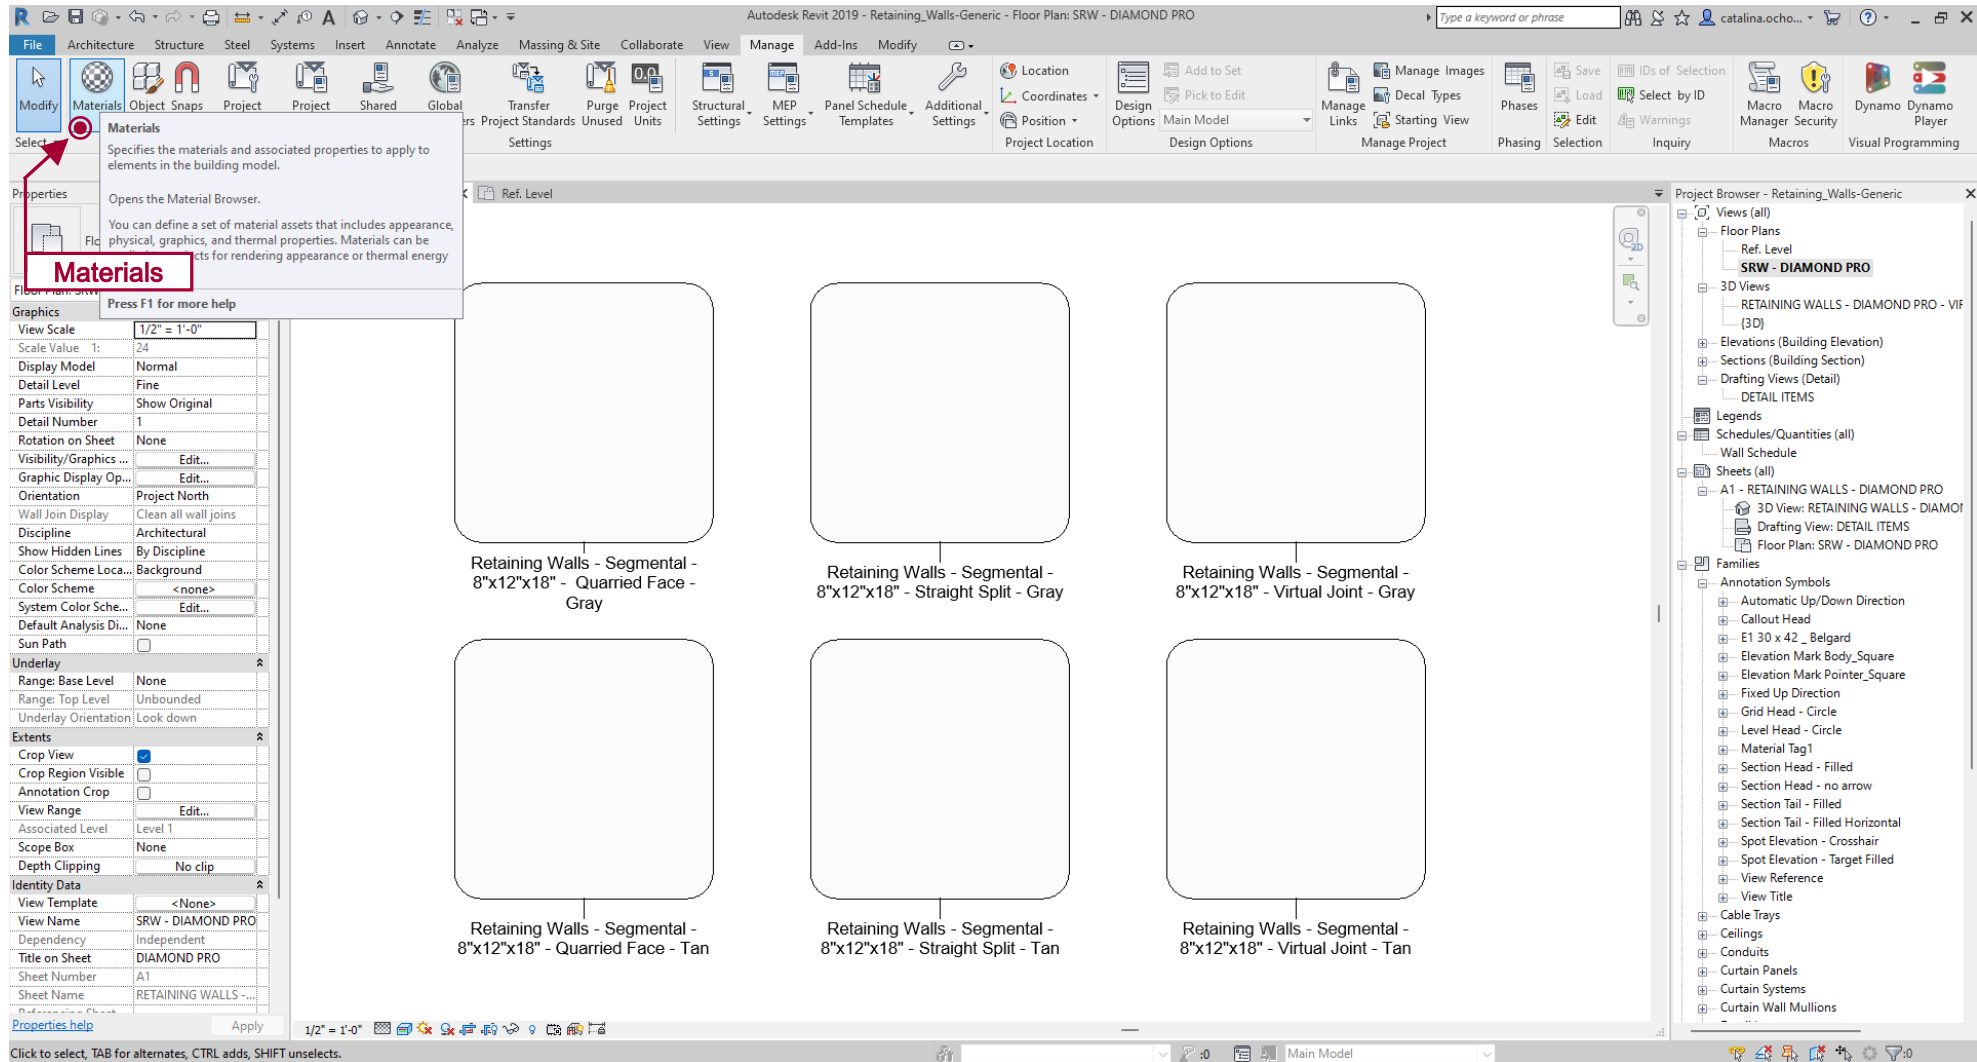 Autodesk Revit 2019 - Retaining_Walls-Generic - Floor Plan: SRW - DIAMOND PRO
Type a keyword or phrase
catalina.ocho...
File Architecture Structure Steel Systems Insert Annotate Analyze Massing & Site Collaborate View Manage Add-Ins Modify
Modify
Materials
Object
Snaps
Project
Project
Shared
Global
Transfer
Project Standards
Purge
Unused
Project
Units
Structural
Settings
MEP
Settings
Panel Schedule
Templates
Additional
Settings
Location
Coordinates
Position
Design
Options
Add to Set
Pick to Edit
Main Model
Manage
Links
Manage Images
Decal Types
Starting View
Phases
Save
Load
Edit
IDs of Selection
Select by ID
Warnings
Macro
Manager
Macro
Security
Dynamo
Dynamo
Player
Select
Settings
Project Location
Design Options
Manage Project
Phasing
Selection
Inquiry
Macros
Visual Programming
Materials
Specifies the materials and associated properties to apply to
elements in the building model.
Opens the Material Browser.
You can define a set of material assets that includes appearance,
physical, graphics, and thermal properties. Materials can be
for rendering appearance or thermal energy
Press F1 for more help
Materials
Properties
Ref. Level
Graphics
View Scale 1/2" = 1'-0"
Scale Value 1: 24
Display Model Normal
Detail Level Fine
Parts Visibility Show Original
Detail Number 1
Rotation on Sheet None
Visibility/Graphics ... Edit...
Graphic Display Op... Edit...
Orientation Project North
Wall Join Display Clean all wall joins
Discipline Architectural
Show Hidden Lines By Discipline
Color Scheme Loca... Background
Color Scheme <none>
System Color Sche... Edit...
Default Analysis Di... None
Sun Path
Underlay
Range: Base Level None
Range: Top Level Unbounded
Underlay Orientation Look down
Extents
Crop View
Crop Region Visible
Annotation Crop
View Range Edit...
Associated Level Level 1
Scope Box None
Depth Clipping No clip
Identity Data
View Template <None>
View Name SRW - DIAMOND PRO
Dependency Independent
Title on Sheet DIAMOND PRO
Sheet Number A1
Sheet Name RETAINING WALLS -...
Properties help Apply
Retaining Walls - Segmental -
8"x12"x18" - Quarried Face -
Gray
Retaining Walls - Segmental -
8"x12"x18" - Straight Split - Gray
Retaining Walls - Segmental -
8"x12"x18" - Virtual Joint - Gray
Retaining Walls - Segmental -
8"x12"x18" - Quarried Face - Tan
Retaining Walls - Segmental -
8"x12"x18" - Straight Split - Tan
Retaining Walls - Segmental -
8"x12"x18" - Virtual Joint - Tan
Project Browser - Retaining_Walls-Generic
Views (all)
Floor Plans
Ref. Level
SRW - DIAMOND PRO
3D Views
RETAINING WALLS - DIAMOND PRO - VIF
{3D}
Elevations (Building Elevation)
Sections (Building Section)
Drafting Views (Detail)
DETAIL ITEMS
Legends
Schedules/Quantities (all)
Wall Schedule
Sheets (all)
A1 - RETAINING WALLS - DIAMOND PRO
3D View: RETAINING WALLS - DIAMOI
Drafting View: DETAIL ITEMS
Floor Plan: SRW - DIAMOND PRO
Families
Annotation Symbols
Automatic Up/Down Direction
Callout Head
E1 30 x 42 _ Belgard
Elevation Mark Body_Square
Elevation Mark Pointer_Square
Fixed Up Direction
Grid Head - Circle
Level Head - Circle
Material Tag1
Section Head - Filled
Section Head - no arrow
Section Tail - Filled
Section Tail - Filled Horizontal
Spot Elevation - Crosshair
Spot Elevation - Target Filled
View Reference
View Title
Cable Trays
Ceilings
Conduits
Curtain Panels
Curtain Systems
Curtain Wall Mullions
1/2" = 1'-0"
Click to select, TAB for alternates, CTRL adds, SHIFT unselects.
:0
Main Model
:0